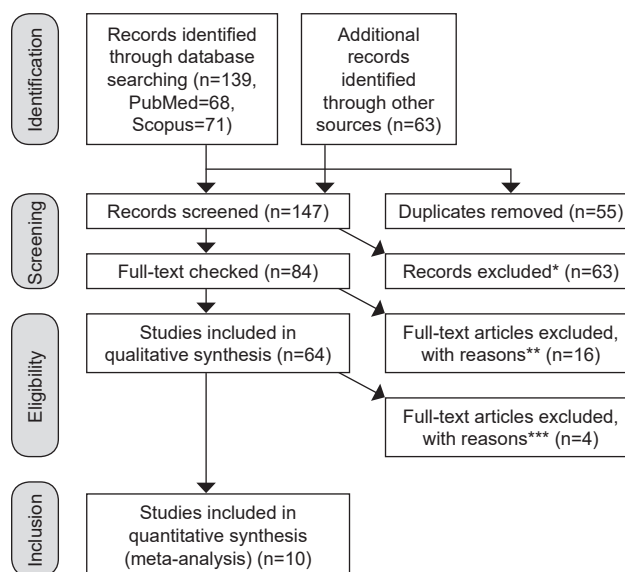 Identification
Records identified
through database
searching (n=139,
PubMed=68,
Scopus=71)
Additional
records
identified
through other
sources (n=63)
Screening
Records screened (n=147)
Duplicates removed (n=55)
Full-text checked (n=84)
Records excluded* (n=63)
Eligibility
Studies included in
qualitative synthesis (n=64)
Full-text articles excluded,
with reasons** (n=16)
Full-text articles excluded,
with reasons*** (n=4)
Inclusion
Studies included in
quantitative synthesis
(meta-analysis) (n=10)